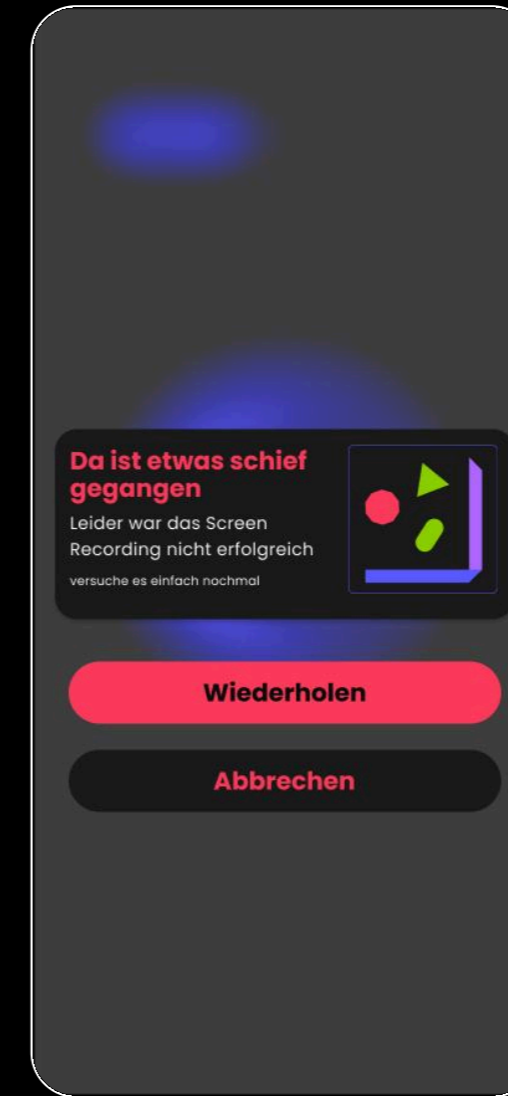 Da ist etwas schief
gegangen
Leider war das Screen
Recording nicht erfolgreich
versuche es einfach nochmal
Wiederholen
Abbrechen